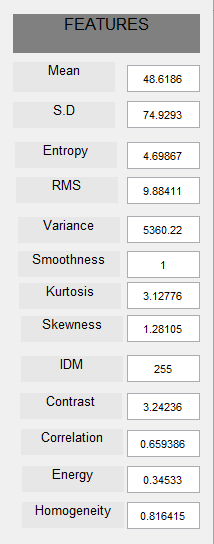 FEATURES
Mean 48.6186
S.D 74.9293
Entropy 4.69867
RMS 9.88411
Variance 5360.22
Smoothness 1
Kurtosis 3.12776
Skewness 1.28105
IDM 255
Contrast 3.24236
Correlation 0.659386
Energy 0.34533
Homogeneity 0.816415